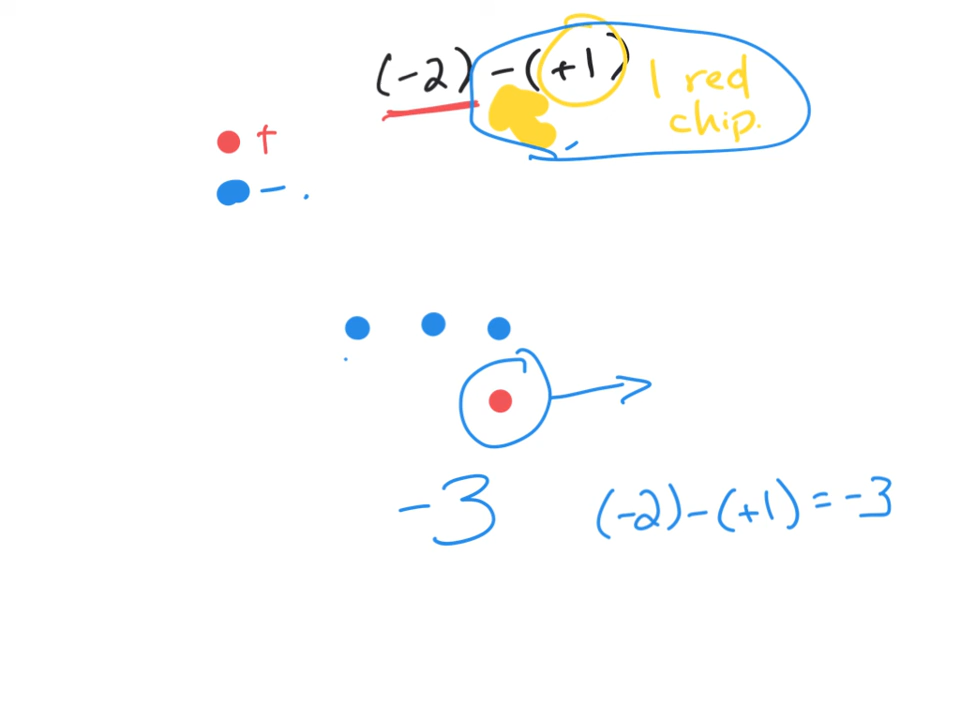 (-2) - (+1)
1 red
chip.
+
-
-3
(-2) - (+1) = -3